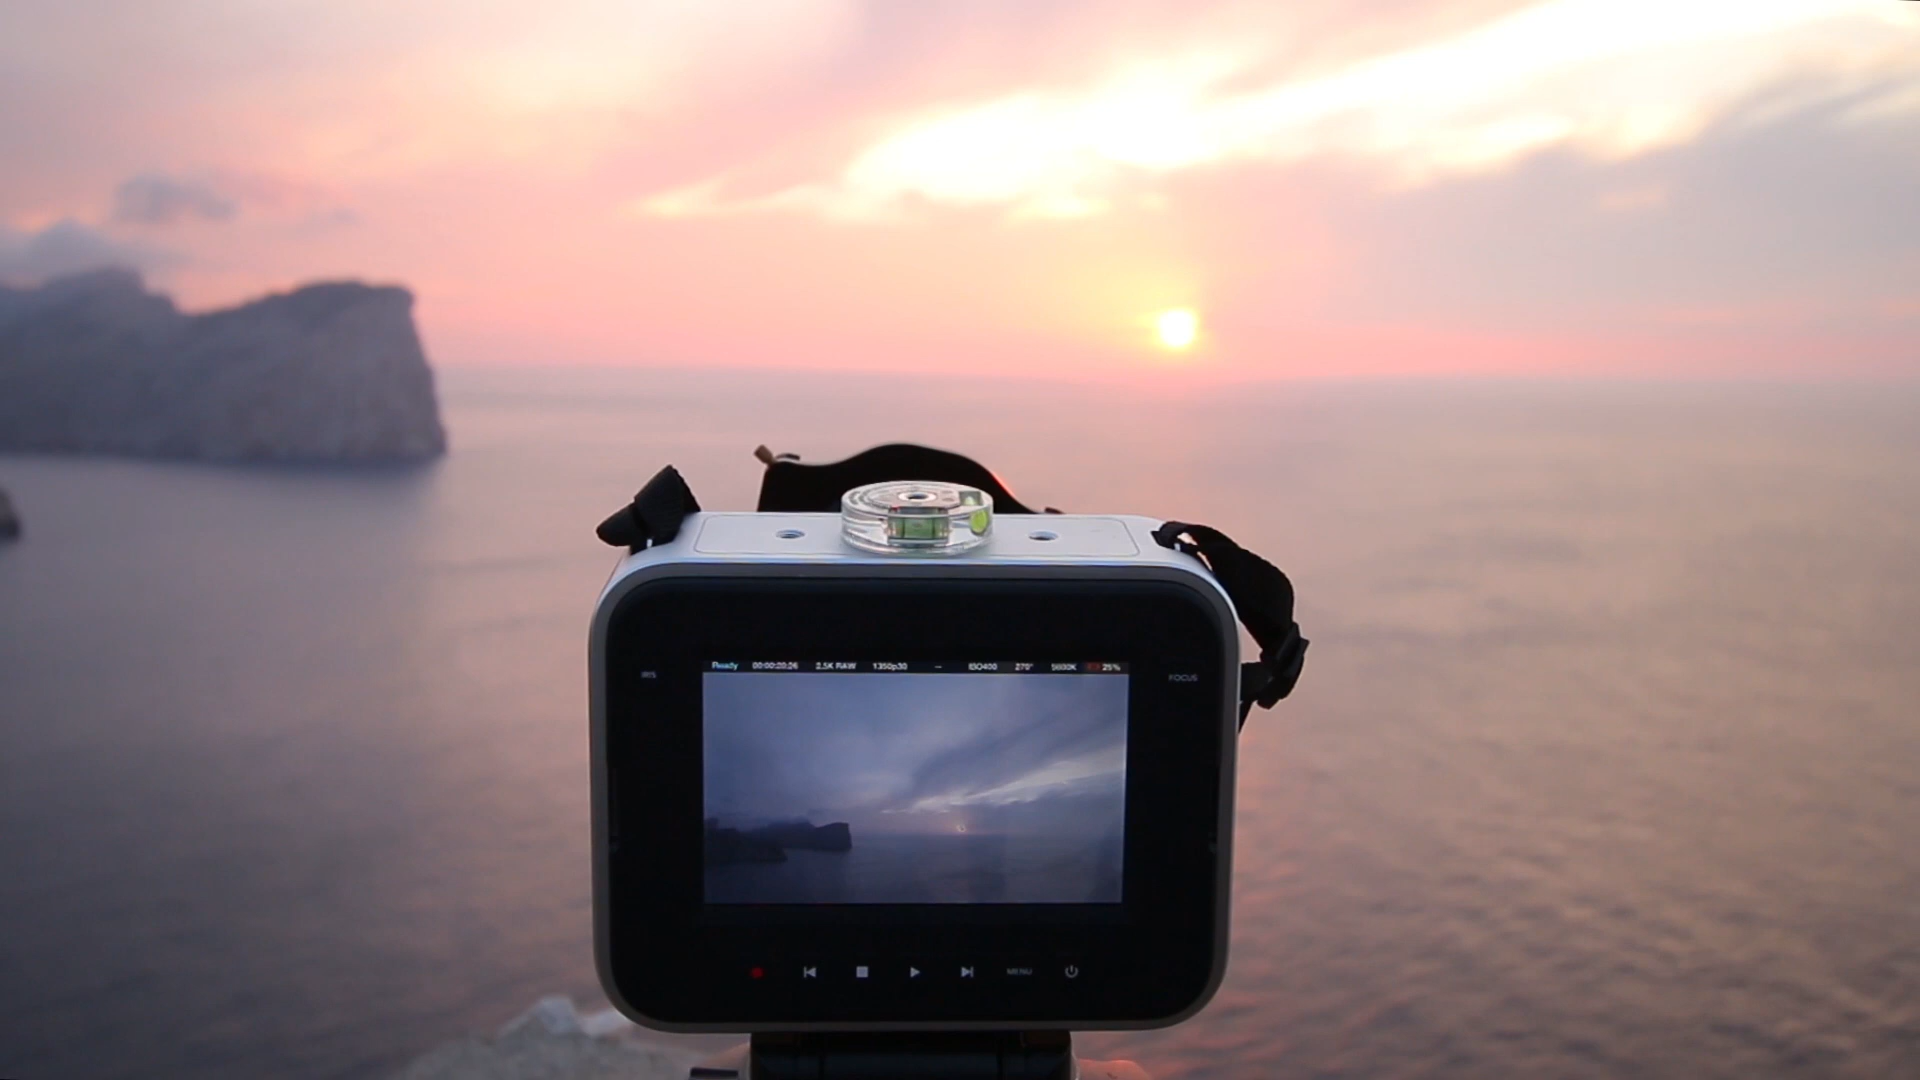 Ready 00:00:20:26 2.5K RAW 1350p30 -- ISO400 270° 5600K 25%
IRIS
FOCUS
MENU